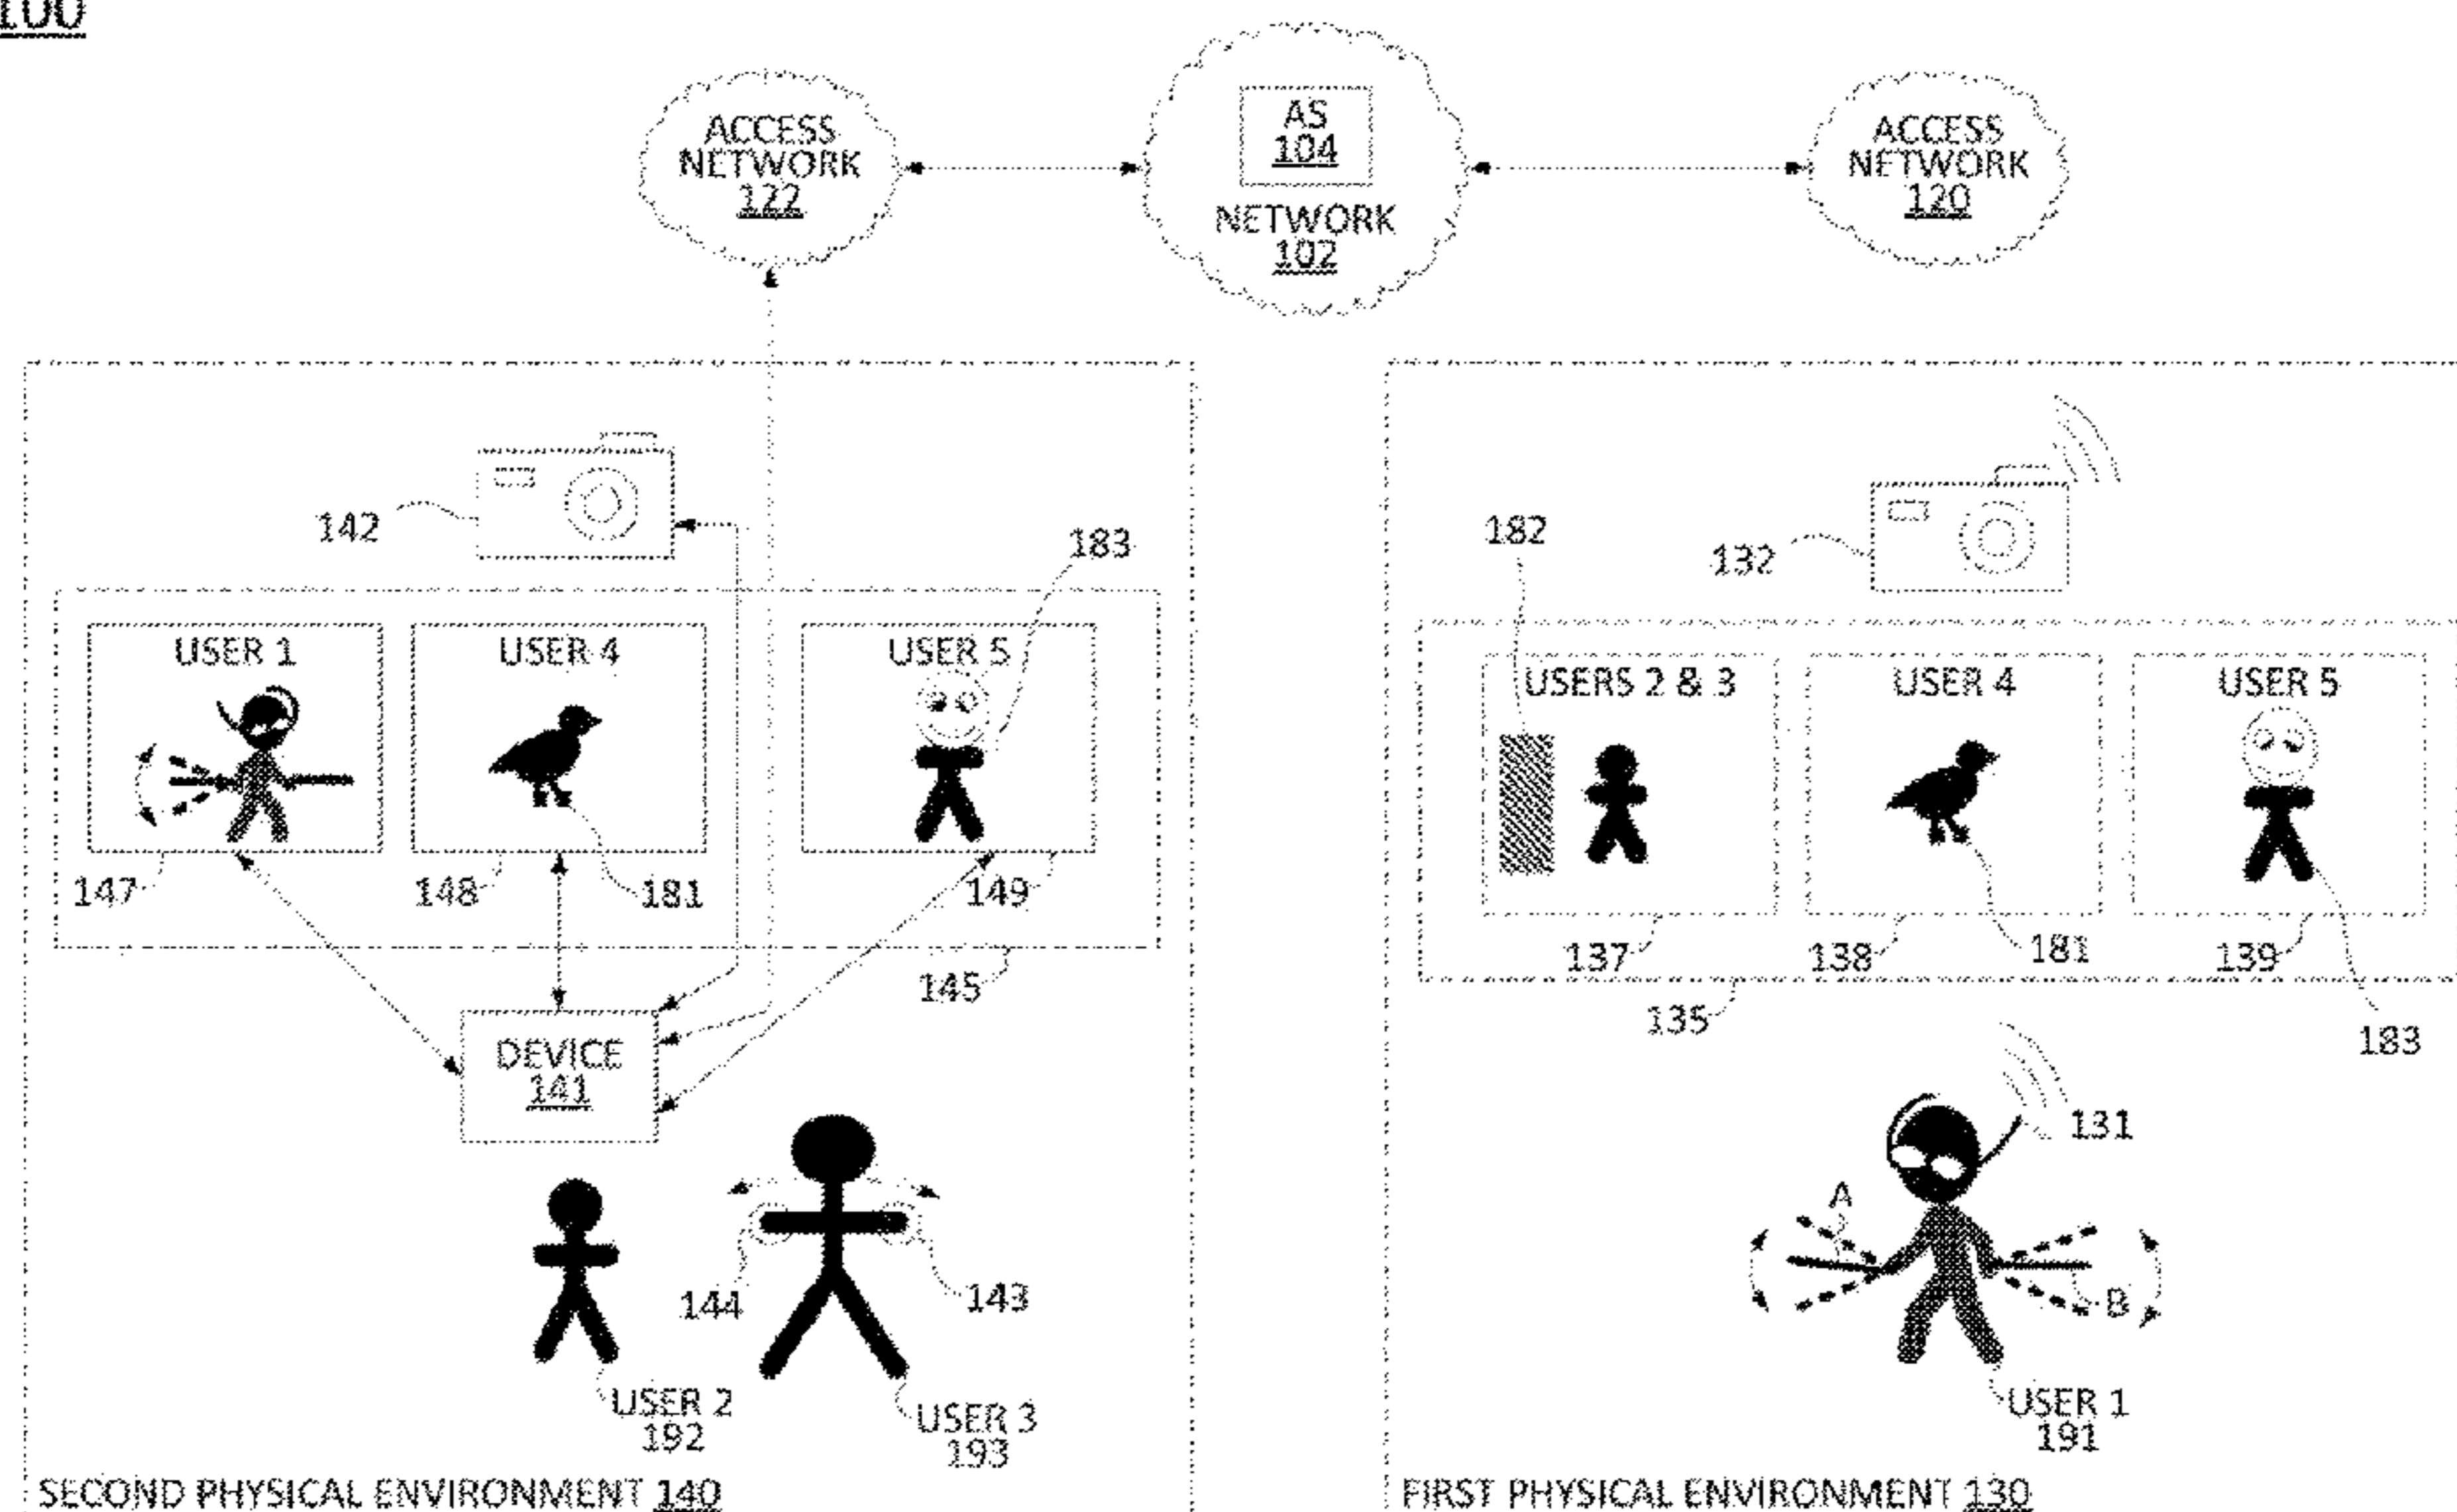 100
ACCESS
NETWORK
122
AS
104
NETWORK
102
ACCESS
NETWORK
120
142
183
182
132
USER 1
USER 4
USER 5
USERS 2 & 3
USER 4
USER 5
147
148
181
149
145
137
138
181
139
135
183
DEVICE
141
131
A
B
144
143
USER 2
192
USER 3
193
USER 1
191
SECOND PHYSICAL ENVIRONMENT 140
FIRST PHYSICAL ENVIRONMENT 130